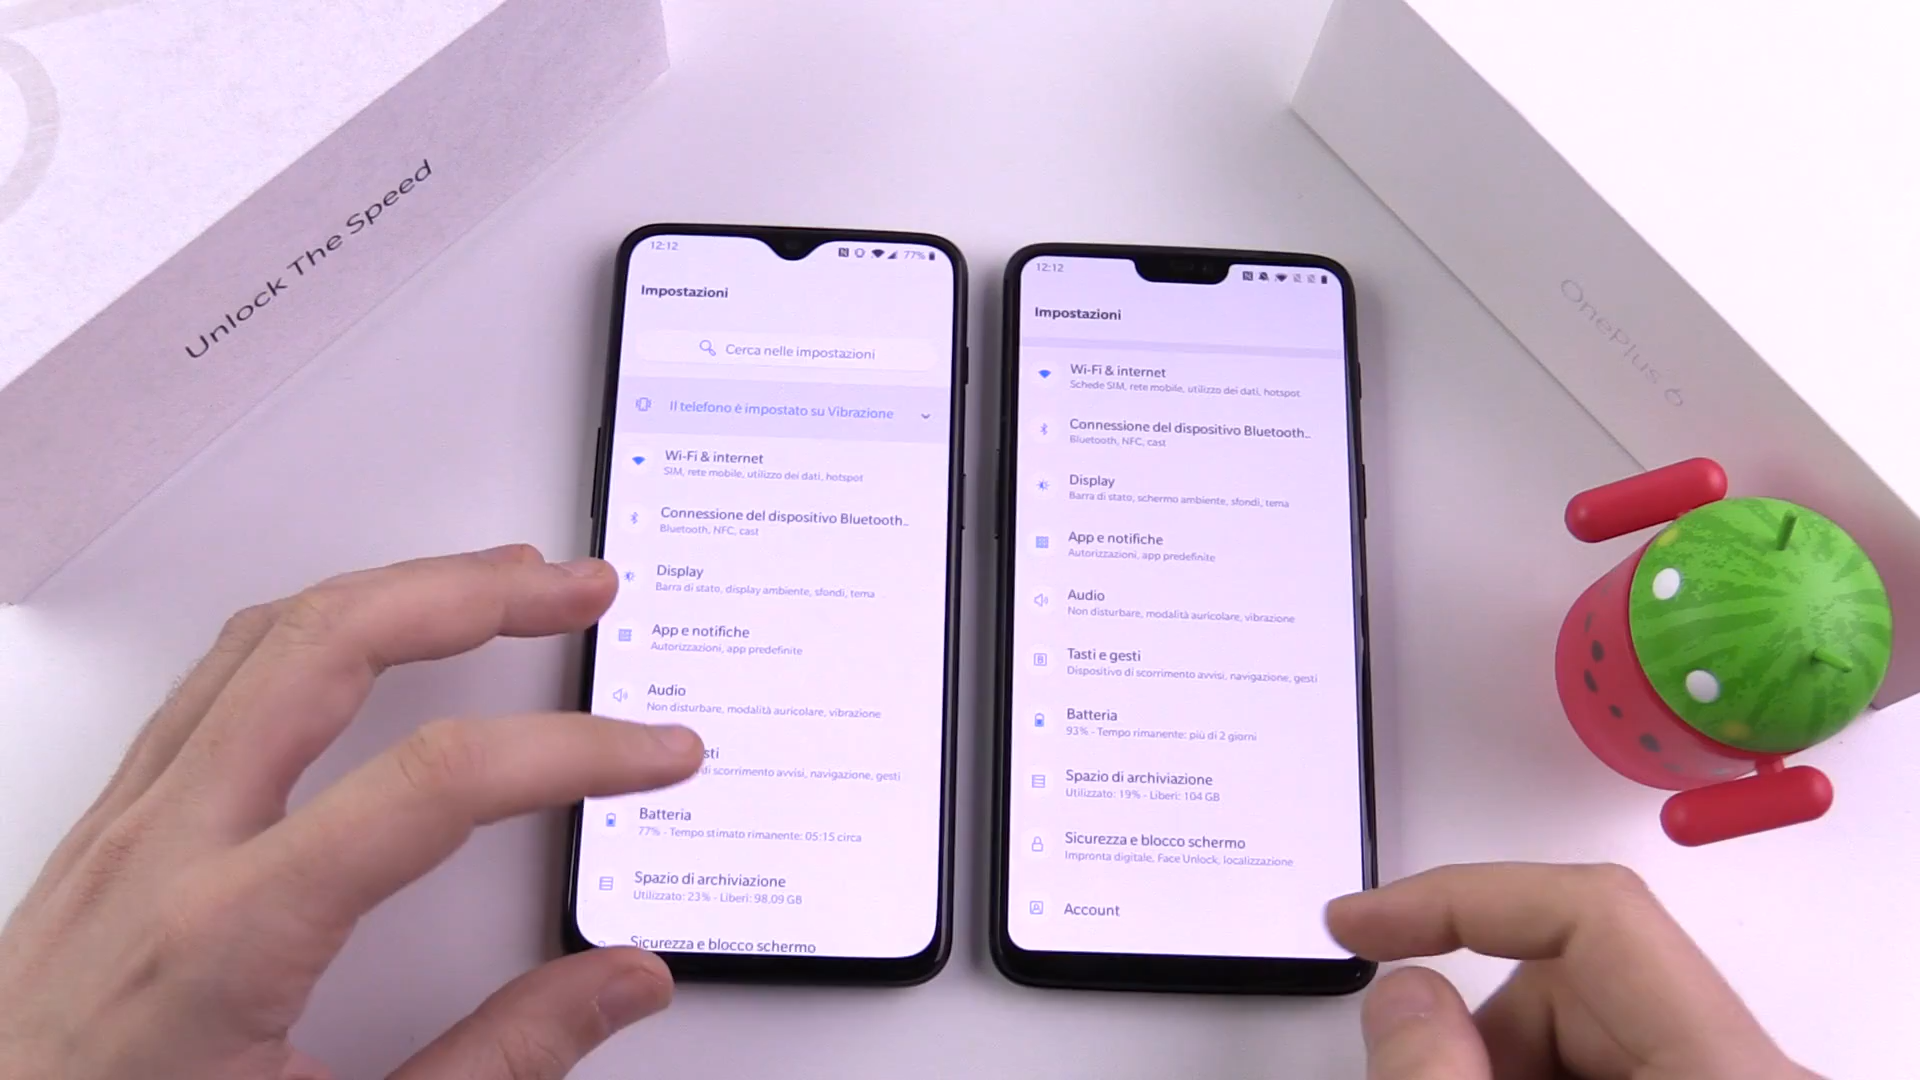 Unlock The Speed
OnePlus 6
12:12
77%
Impostazioni
Cerca nelle impostazioni
Il telefono è impostato su Vibrazione
Wi-Fi & internet
SIM, rete mobile, utilizzo dei dati, hotspot
Connessione del dispositivo Bluetooth..
Bluetooth, NFC, cast
Display
Barra di stato, display ambiente, sfondi, tema
App e notifiche
Autorizzazioni, app predefinite
Audio
Non disturbare, modalità auricolare, vibrazione
sti
di scorrimento avvisi, navigazione, gesti
Batteria
77% - Tempo stimato rimanente: 05:15 circa
Spazio di archiviazione
Utilizzato: 23% - Liberi: 98,09 GB
Sicurezza e blocco schermo
12:12
Impostazioni
Wi-Fi & internet
Schede SIM, rete mobile, utilizzo dei dati, hotspot
Connessione del dispositivo Bluetooth..
Bluetooth, NFC, cast
Display
Barra di stato, schermo ambiente, sfondi, tema
App e notifiche
Autorizzazioni, app predefinite
Audio
Non disturbare, modalità auricolare, vibrazione
Tasti e gesti
Dispositivo di scorrimento avvisi, navigazione, gesti
Batteria
93% - Tempo rimanente: più di 2 giorni
Spazio di archiviazione
Utilizzato: 19% - Liberi: 104 GB
Sicurezza e blocco schermo
Impronta digitale, Face Unlock, localizzazione
Account